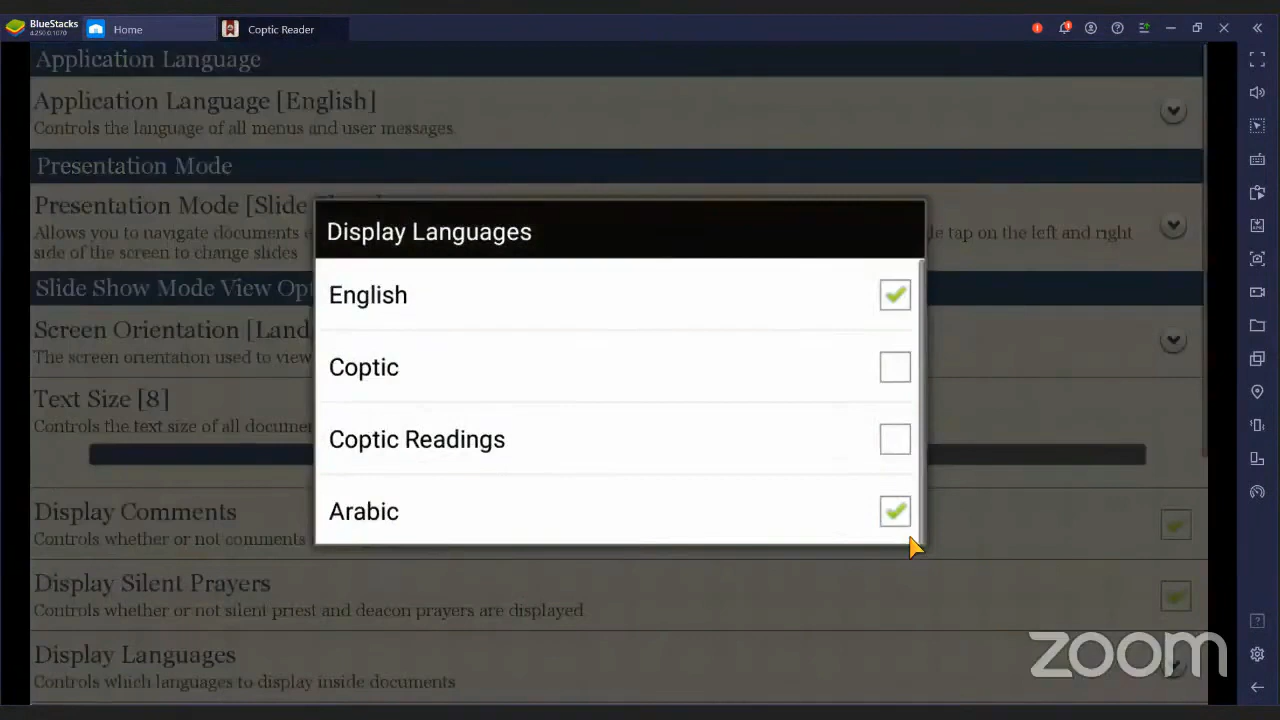 BlueStacks
4.250.0.1070
Home
Coptic Reader
Application Language
Application Language [English]
Controls the language of all menus and user messages
Presentation Mode
Presentation Mode [Slide
Allows you to navigate documents
tap on the left and right
side of the screen to change slides
Slide Show Mode View
Display Languages
English
Coptic
Coptic Readings
Arabic
Screen Orientation
The screen orientation used to view
Text Size [8]
Controls the text size of all
Display Comments
Controls whether or not comments
Display Silent Prayers
Controls whether or not silent priest and deacon prayers are displayed
Display Languages
Controls which languages to display inside documents
zoom